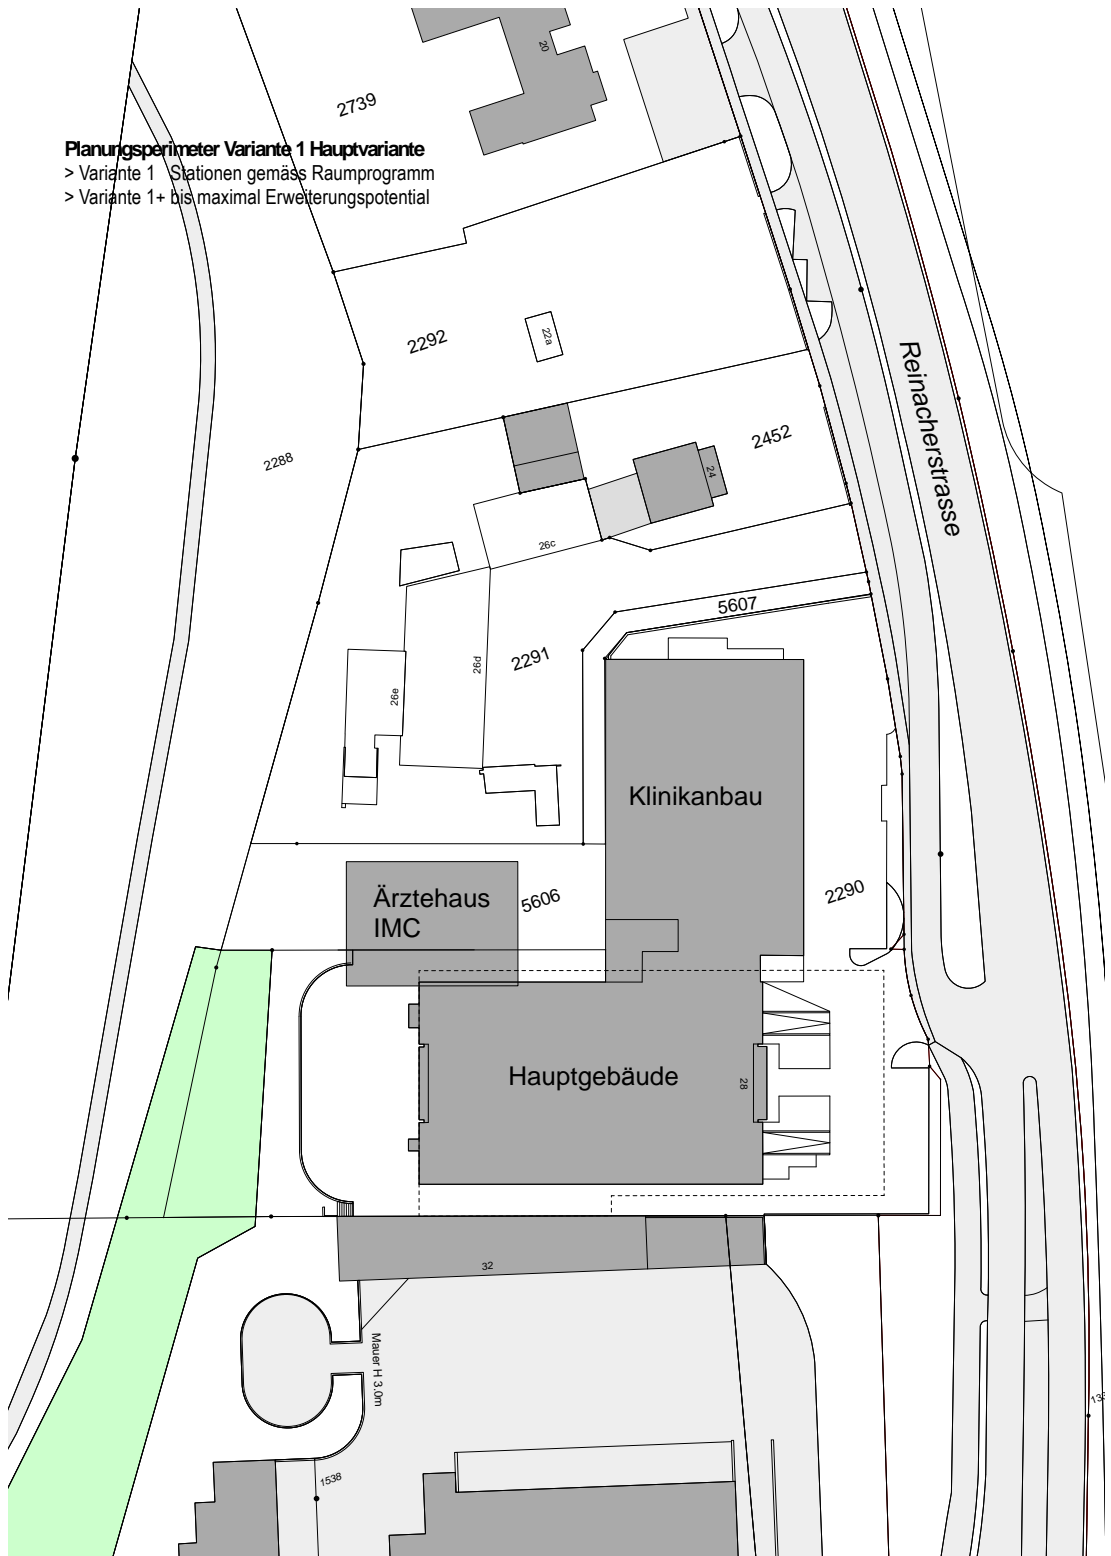 20
2739
Planungsperimeter Variante 1 Hauptvariante
> Variante 1   Stationen gemäss Raumprogramm
> Variante 1+ bis maximal Erweiterungspotential
2292
22a
Reinacherstrasse
2452
2288
24
26c
5607
2291
26d
26e
Klinikanbau
2290
Ärztehaus
IMC
5606
Hauptgebäude
28
32
Mauer H 3.0m
1538